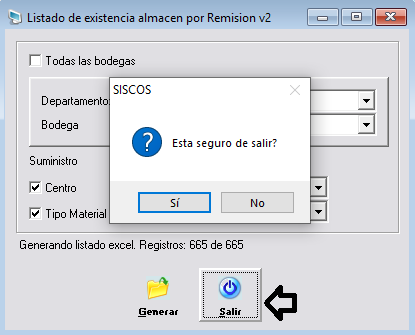 Listado de existencia almacen por Remision v2
Todas las bodegas
SISCOS
Departamento
Bodega
Esta seguro de salir?
Suministro
Centro
Sí
No
Tipo Material
Generando listado excel. Registros: 665 de 665
Generar
Salir